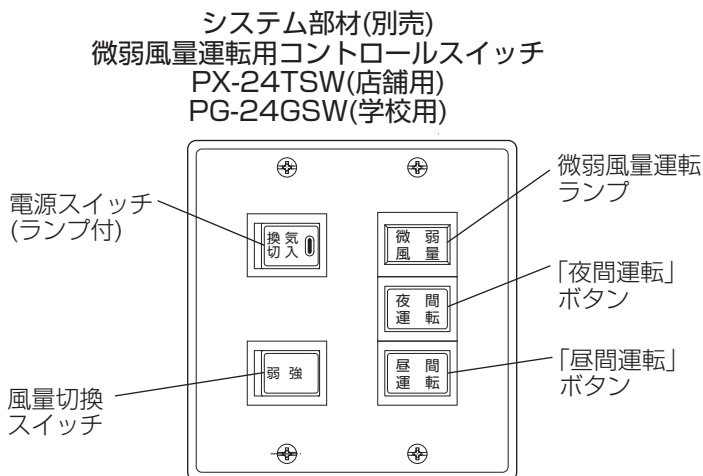 システム部材(別売)
微弱風量運転用コントロールスイッチ
PX-24TSW(店舗用)
PG-24GSW(学校用)
電源スイッチ
(ランプ付)
換気
切入
弱 強
風量切換
スイッチ
微 弱
風 量
夜 間
運 転
昼 間
運 転
微弱風量運転
ランプ
「夜間運転」
ボタン
「昼間運転」
ボタン